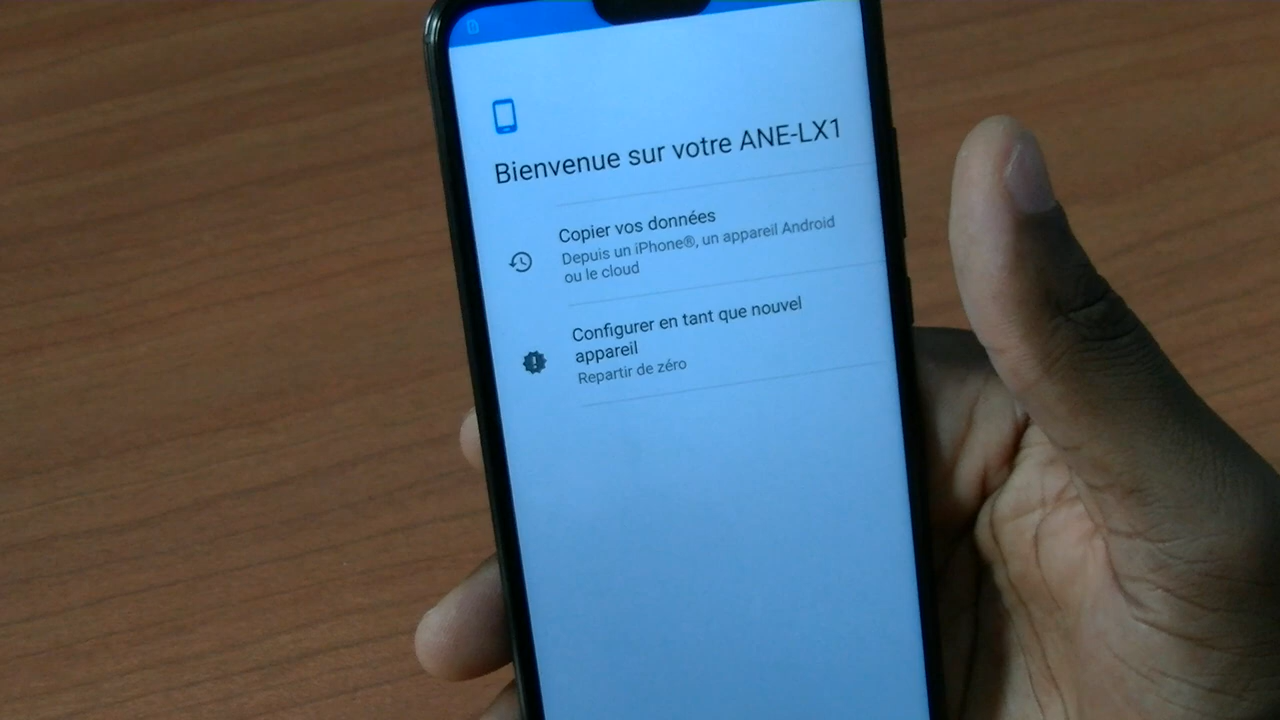 Bienvenue sur votre ANE-LX1
Copier vos données
Depuis un iPhone®, un appareil Android
ou le cloud
Configurer en tant que nouvel
appareil
Repartir de zéro